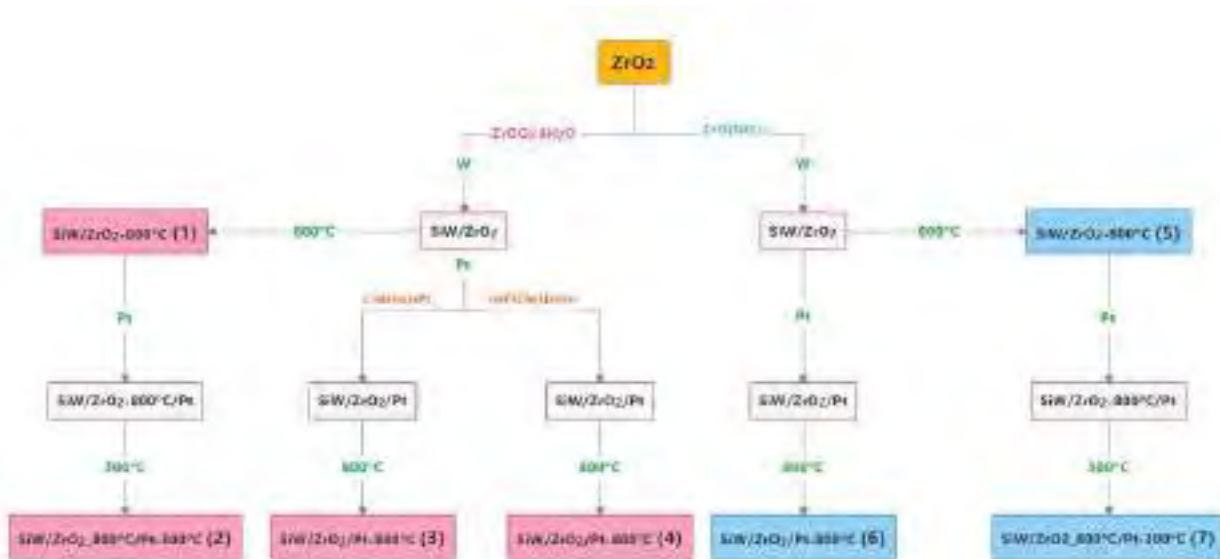 ZrO2
W
W
SiW/ZrO2-800°C (1)
800°C
SiW/ZrO2
SiW/ZrO2
800°C
SiW/ZrO2-800°C (5)
Pt
Pt
Pt
Pt
SiW/ZrO2-800°C/Pt
SiW/ZrO2/Pt
SiW/ZrO2/Pt
SiW/ZrO2/Pt
SiW/ZrO2-800°C/Pt
300°C
800°C
800°C
800°C
300°C
SiW/ZrO2_800°C/Pt-300°C (2)
SiW/ZrO2/Pt-800°C (3)
SiW/ZrO2/Pt-800°C (4)
SiW/ZrO2/Pt-800°C (6)
SiW/ZrO2_800°C/Pt-300°C (7)